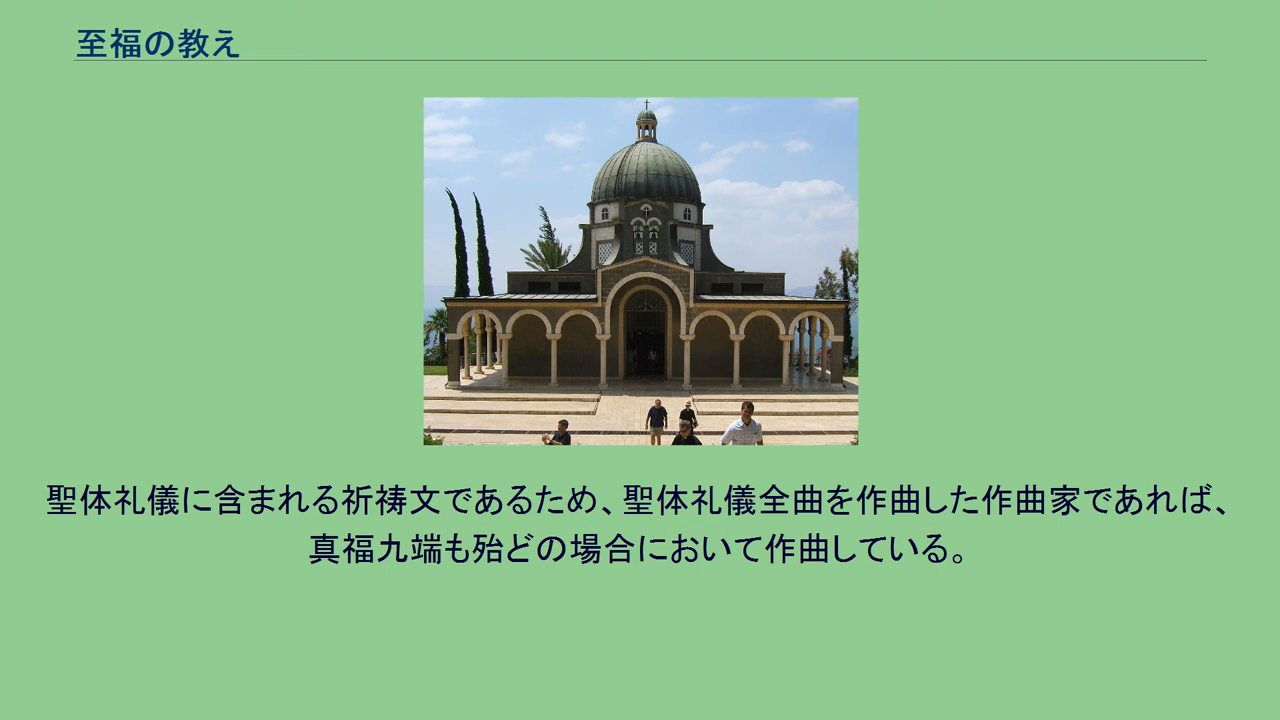 至福の教え
聖体礼儀に含まれる祈祷文であるため、聖体礼儀全曲を作曲した作曲家であれば、
真福九端も殆どの場合において作曲している。